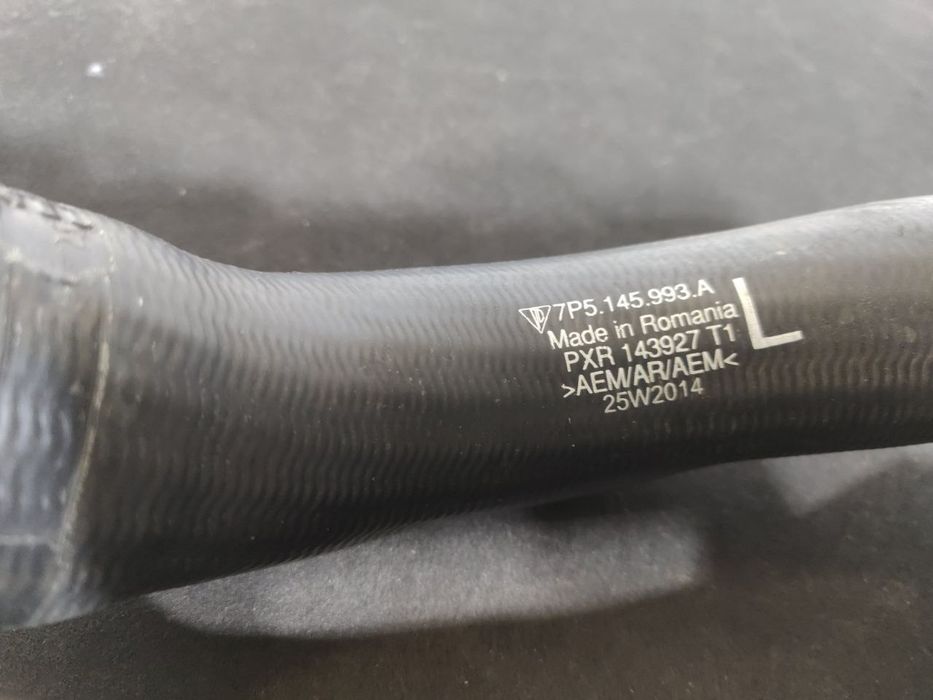 7P5.145.993.A
Made in Romania
PXR 143927 T1
>AEM/AR/AEM<
25W2014
L